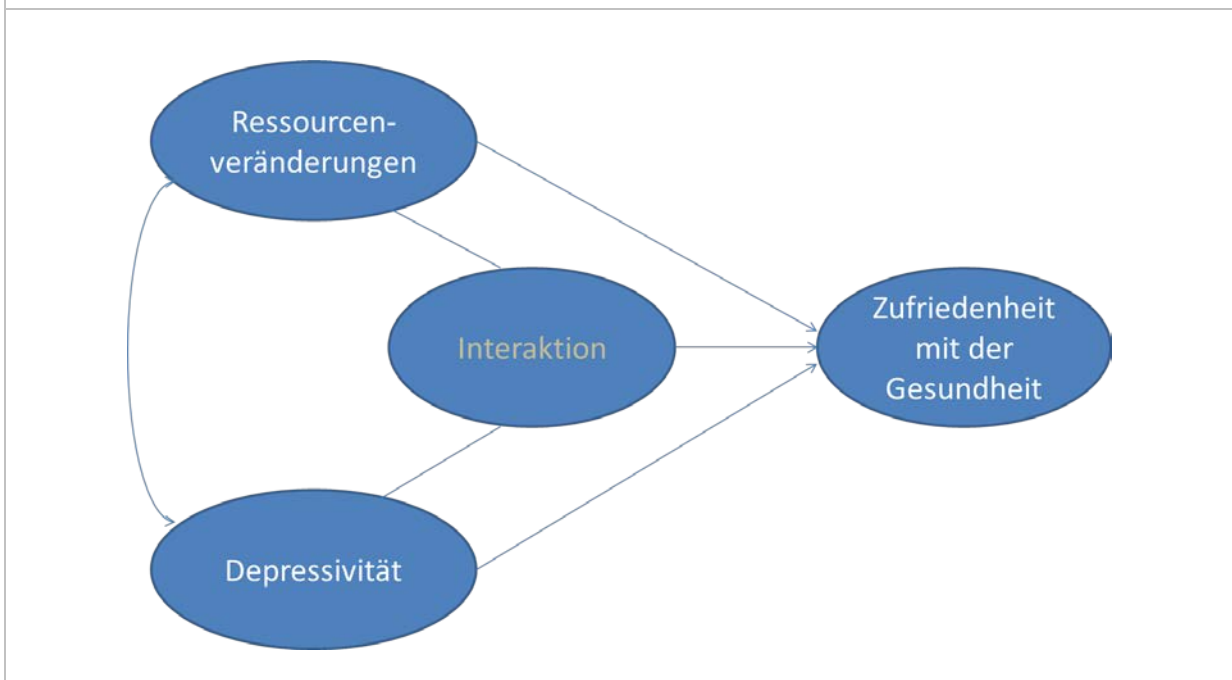 Ressourcen-
veränderungen
Interaktion
Zufriedenheit
mit der
Gesundheit
Depressivität